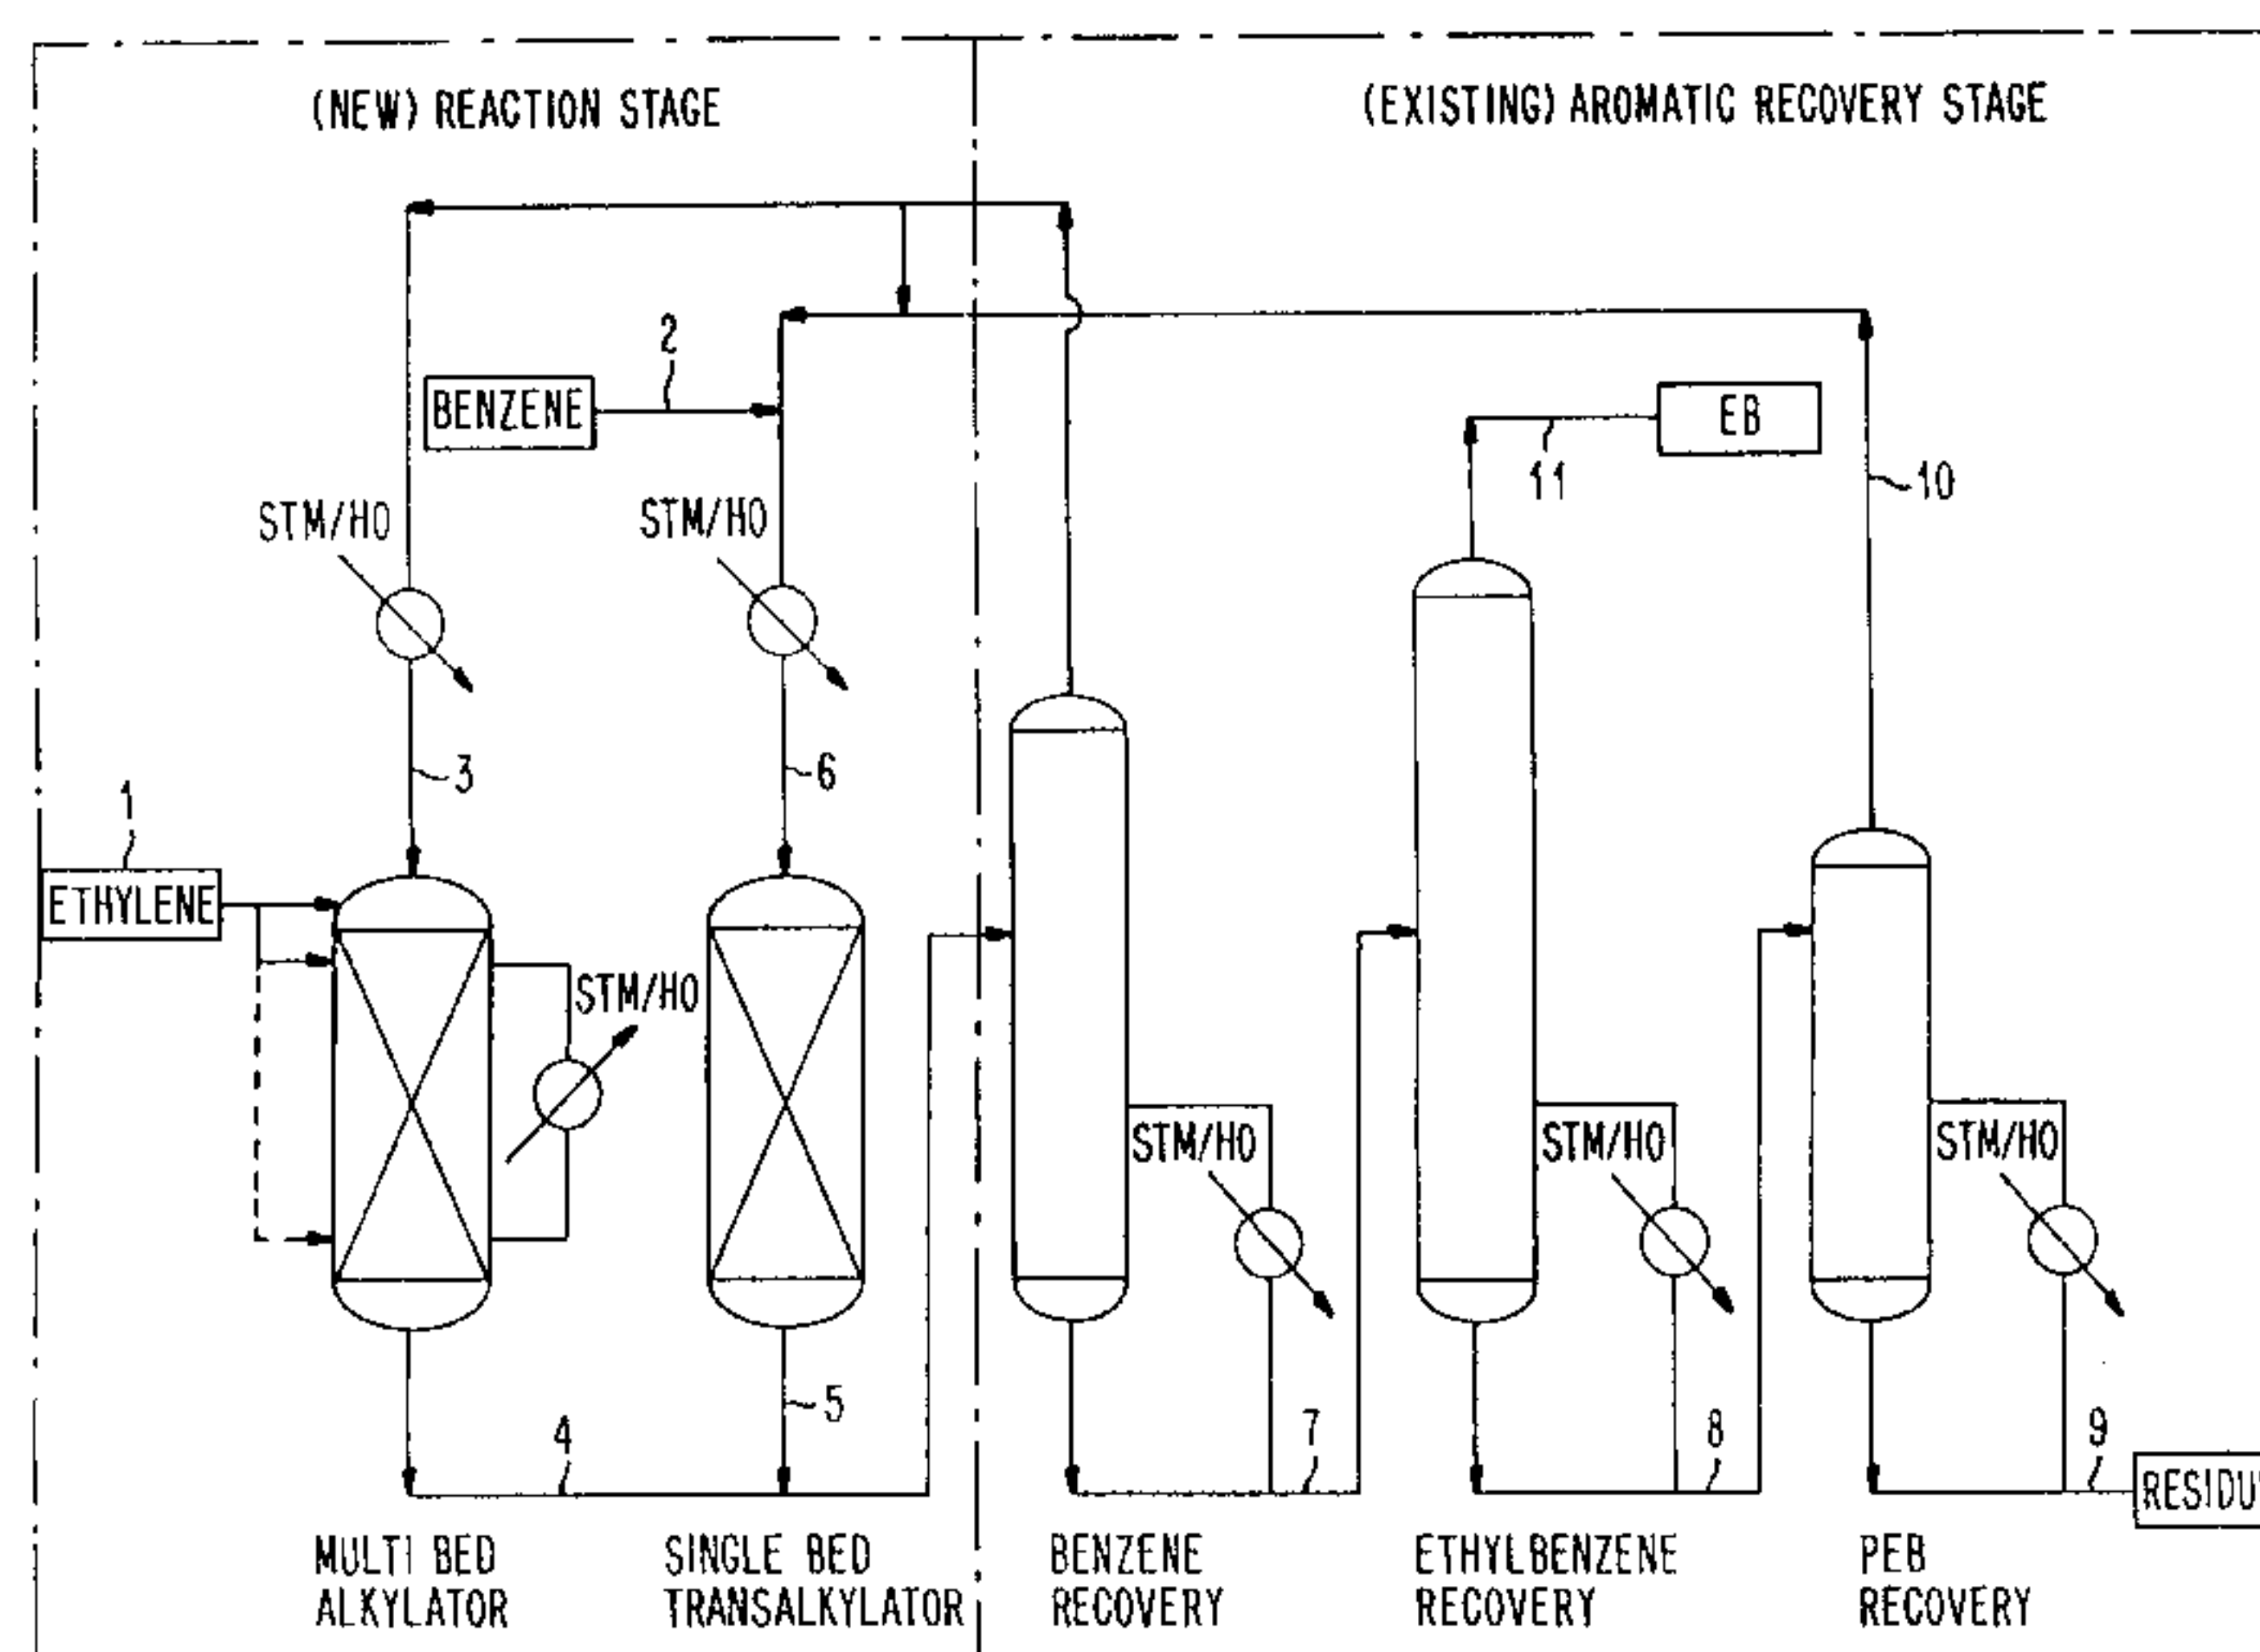 (NEW) REACTION STAGE
(EXISTING) AROMATIC RECOVERY STAGE
2
BENZENE
EB
11
10
STM/HO
STM/HO
3
6
1
ETHYLENE
STM/HO
STM/HO
STM/HO
STM/HO
5
4
7
8
9
RESIDU
MULTI BED
ALKYLATOR
SINGLE BED
TRANSALKYLATOR
BENZENE
RECOVERY
ETHYLBENZENE
RECOVERY
PEB
RECOVERY